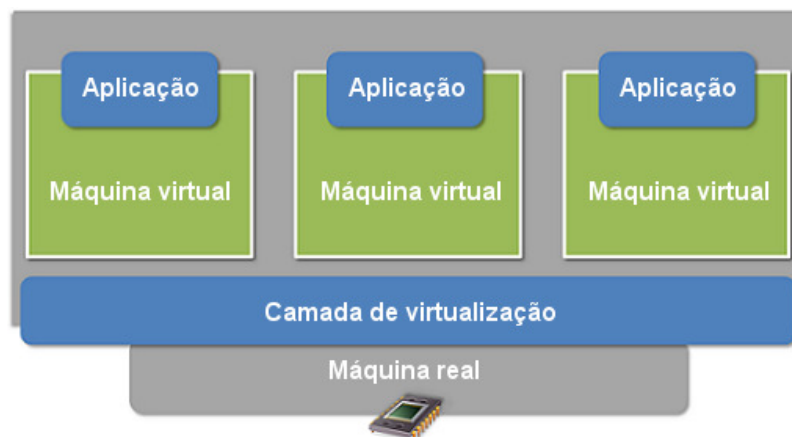 Aplicação
Aplicação
Aplicação
Máquina virtual
Máquina virtual
Máquina virtual
Camada de virtualização
Máquina real